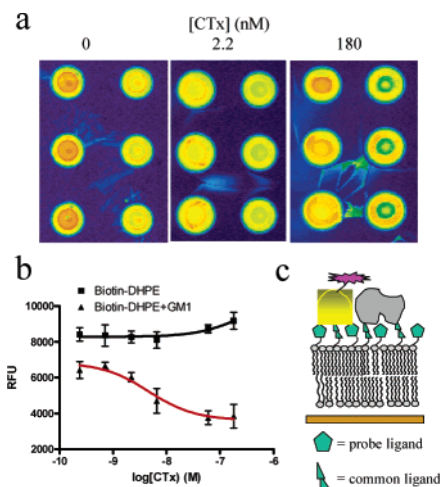 a
[CTx] (nM)
0 2.2 180
b
Biotin-DHPE
Biotin-DHPE+GM1
10000
8000
6000
4000
2000
RFU
-10 -9 -8 -7 -6
log[CTx] (M)
c
= probe ligand
= common ligand